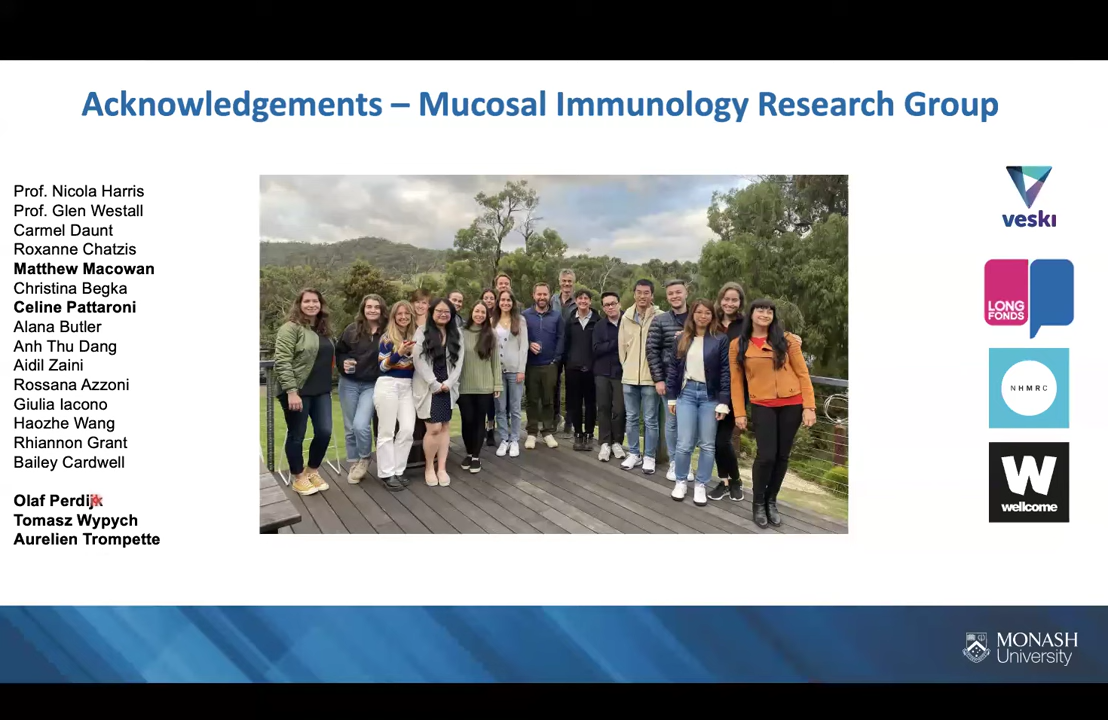 Acknowledgements – Mucosal Immunology Research Group
Prof. Nicola Harris
Prof. Glen Westall
Carmel Daunt
Roxanne Chatzis
Matthew Macowan
Christina Begka
Celine Pattaroni
Alana Butler
Anh Thu Dang
Aidil Zaini
Rossana Azzoni
Giulia Iacono
Haozhe Wang
Rhiannon Grant
Bailey Cardwell
Olaf Perdijk
Tomasz Wypych
Aurelien Trompette
veski
LONG
FONDS
NHMRC
W
wellcome
MONASH
University